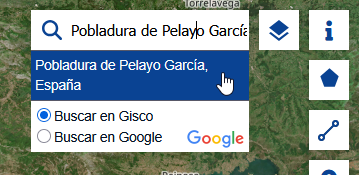 Torrelavega
Pobladura de Pelayo García
Pobladura de Pelayo García,
España
Buscar en Gisco
Buscar en Google
Google